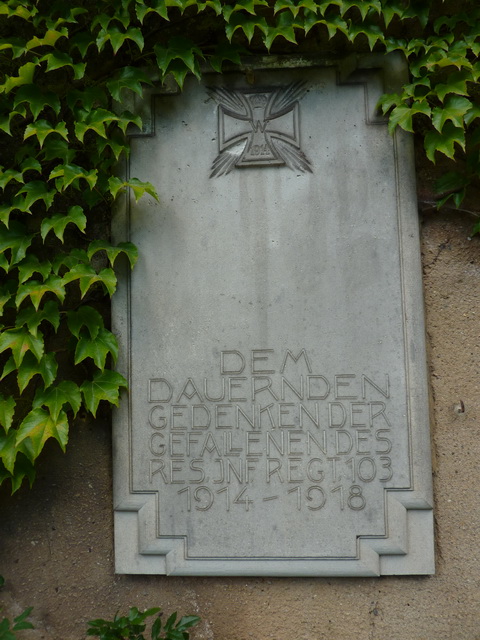 W
1914
DEM
DAUERNDEN
GEDENKEN DER
GEFALLENEN DES
RES. INF REGT. 103
1914 - 1918